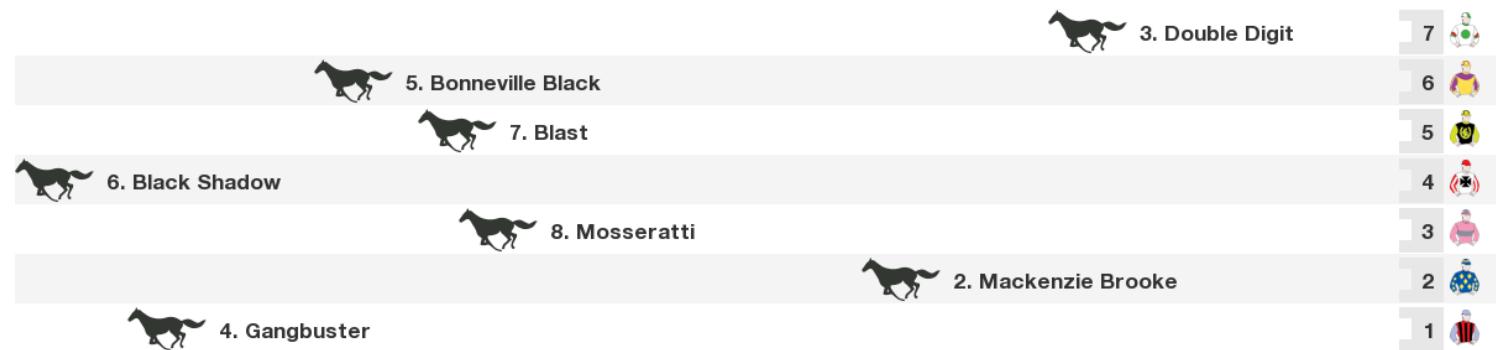 3. Double Digit 7
5. Bonneville Black 6
7. Blast 5
6. Black Shadow 4
8. Mosseratti 3
2. Mackenzie Brooke 2
4. Gangbuster 1